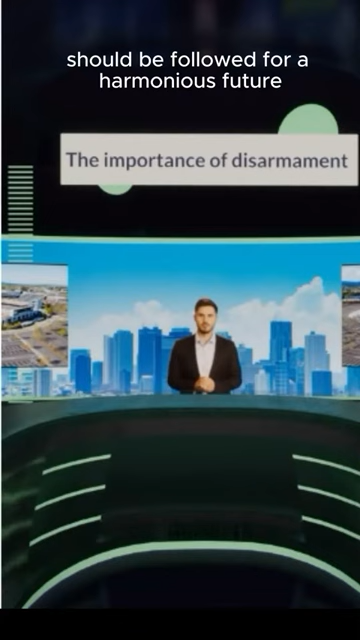 should be followed for a
harmonious future
The importance of disarmament